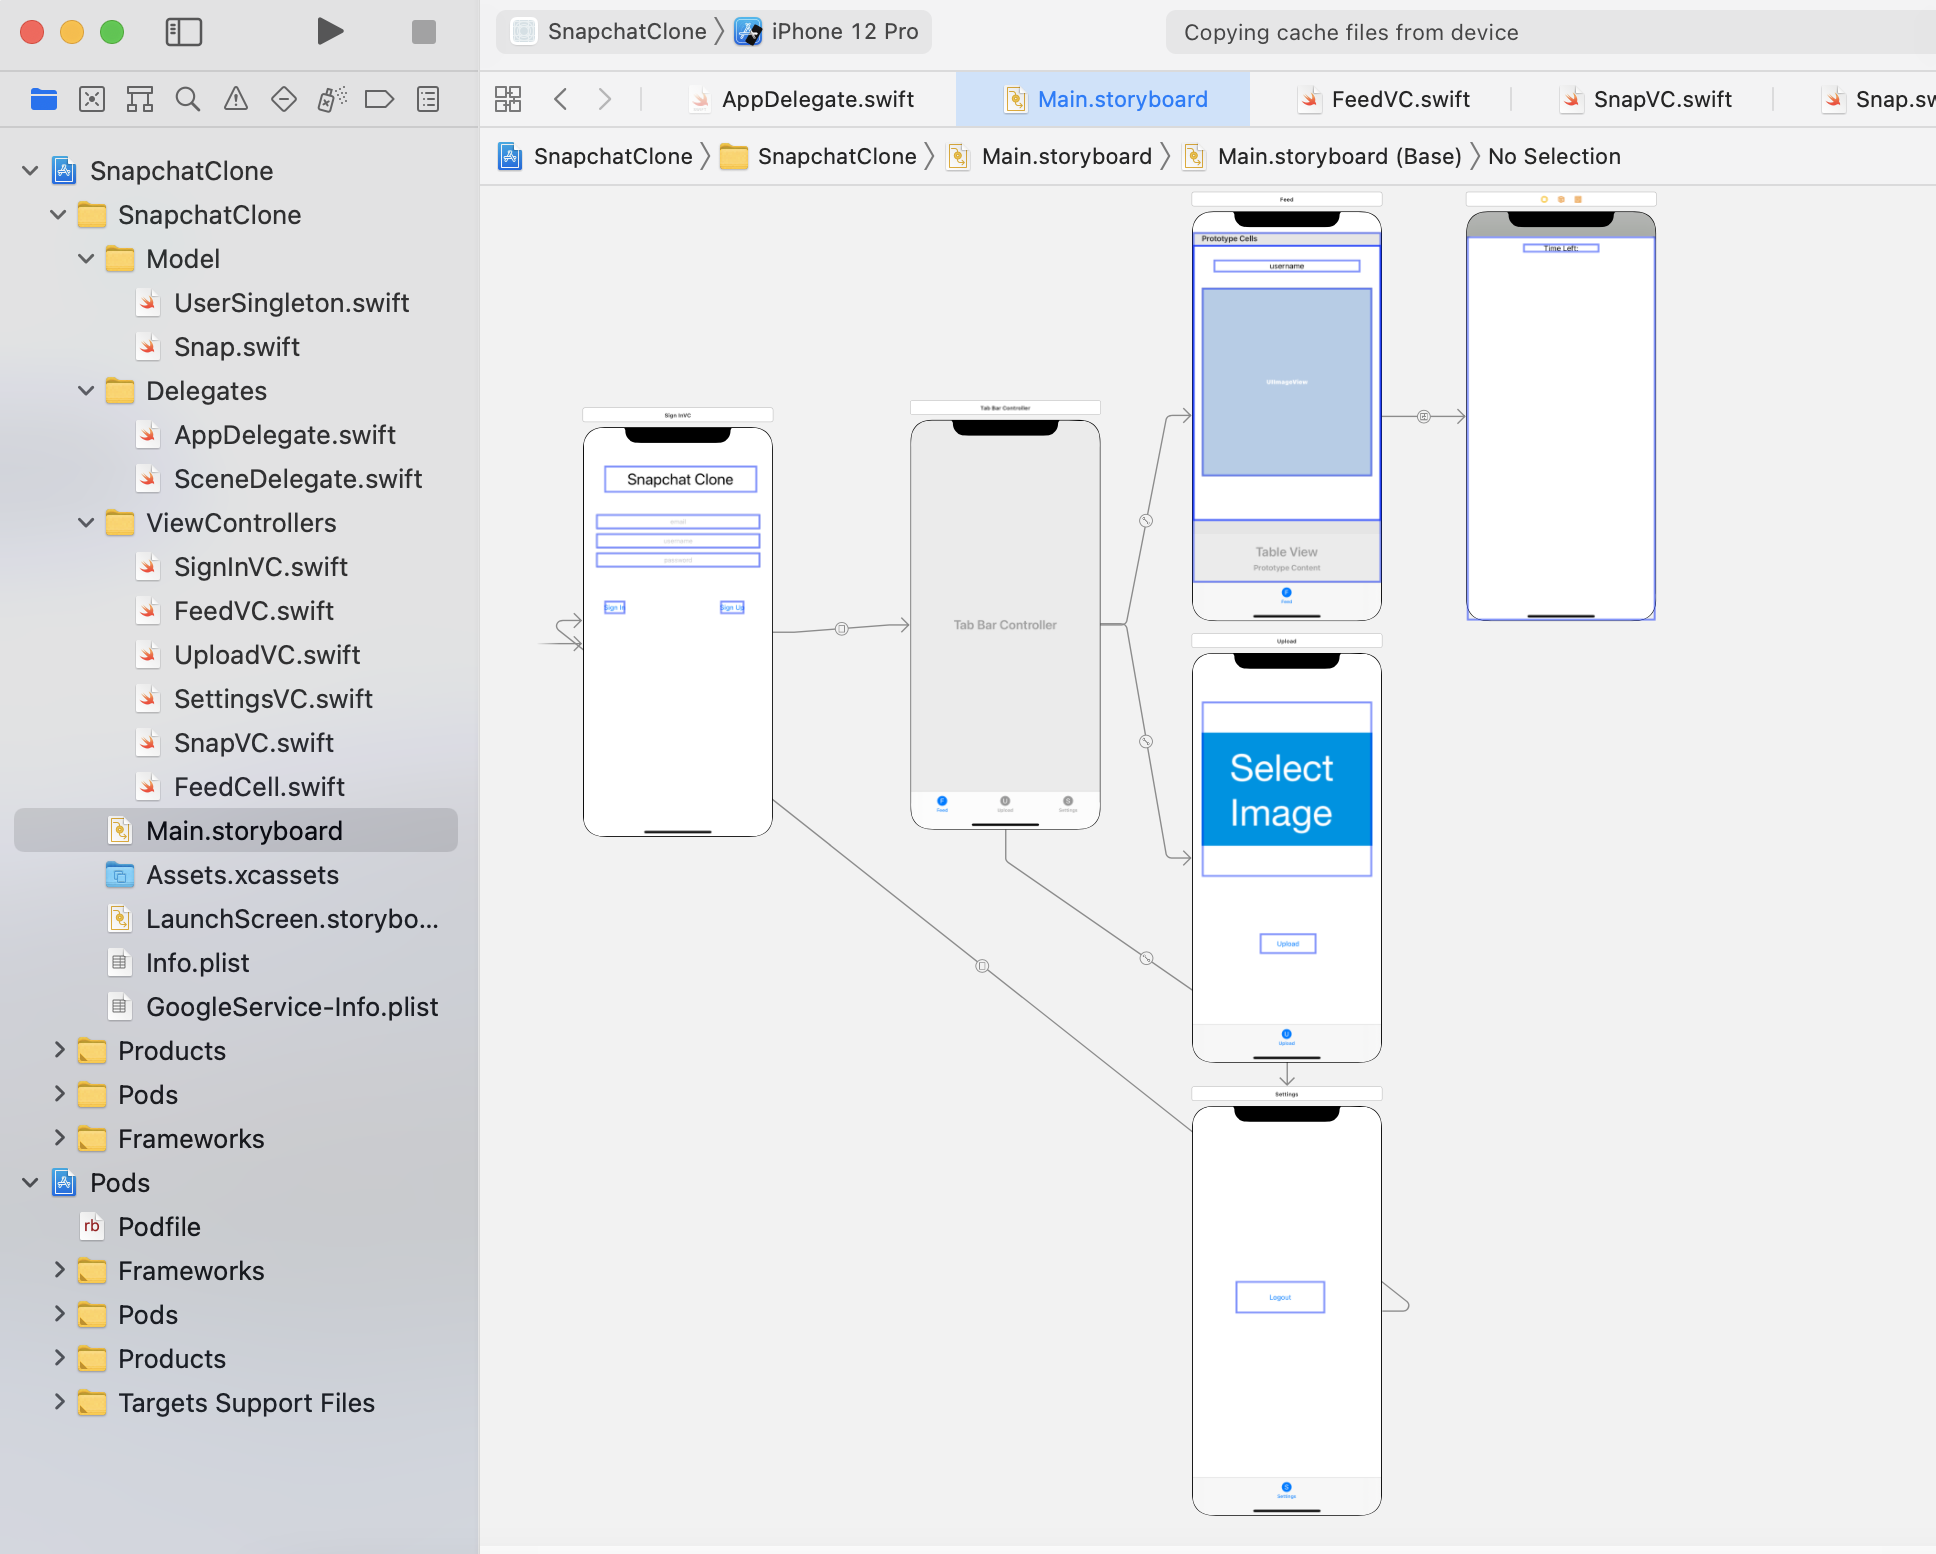 SnapchatClone
iPhone 12 Pro
Copying cache files from device
AppDelegate.swift
Main.storyboard
FeedVC.swift
SnapVC.swift
Snap.sw
SnapchatClone
SnapchatClone
Main.storyboard
Main.storyboard (Base)
No Selection
SnapchatClone
SnapchatClone
Model
UserSingleton.swift
Snap.swift
Delegates
AppDelegate.swift
SceneDelegate.swift
ViewControllers
SignInVC.swift
FeedVC.swift
UploadVC.swift
SettingsVC.swift
SnapVC.swift
FeedCell.swift
Main.storyboard
Assets.xcassets
LaunchScreen.storybo...
Info.plist
GoogleService-Info.plist
Products
Pods
Frameworks
Pods
rb
Podfile
Frameworks
Pods
Products
Targets Support Files
Sign InVC
Snapchat Clone
email
username
password
Sign In
Sign Up
Tab Bar Controller
Tab Bar Controller
F
U
S
Feed
Upload
Settings
Feed
Prototype Cells
username
UIImageView
Table View
Prototype Content
F
Feed
Time Left:
Upload
Select
Image
Upload
U
Upload
Settings
Logout
S
Settings